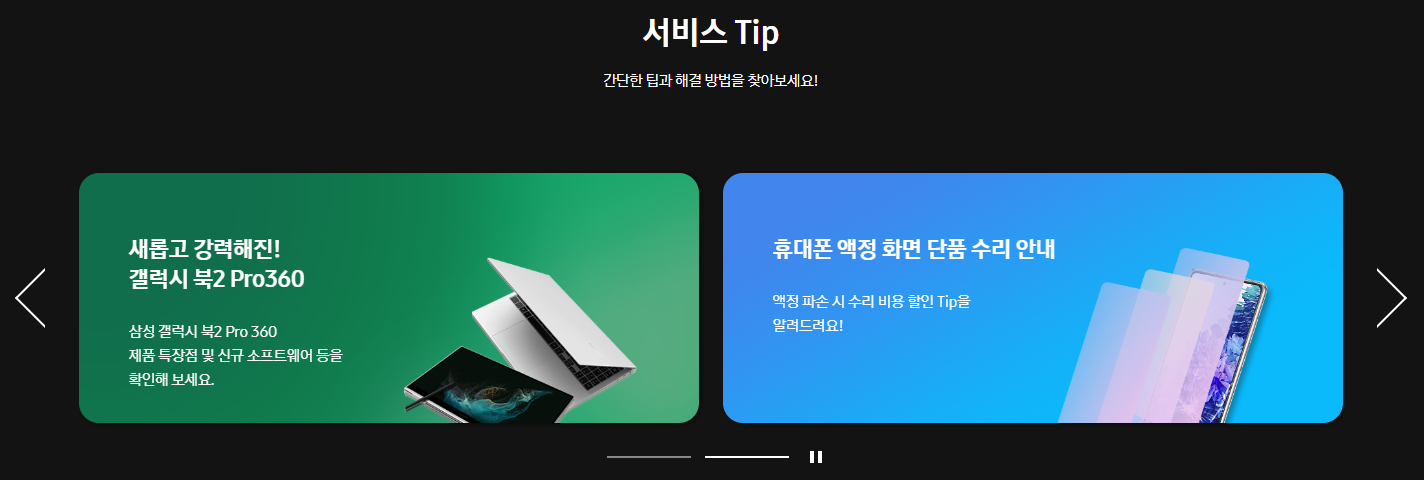 서비스 Tip
간단한 팁과 해결 방법을 찾아보세요!
새롭고 강력해진!
갤럭시 북2 Pro360
삼성 갤럭시 북2 Pro 360
제품 특장점 및 신규 소프트웨어 등을
확인해 보세요.
휴대폰 액정 화면 단품 수리 안내
액정 파손 시 수리 비용 할인 Tip을
알려드려요!